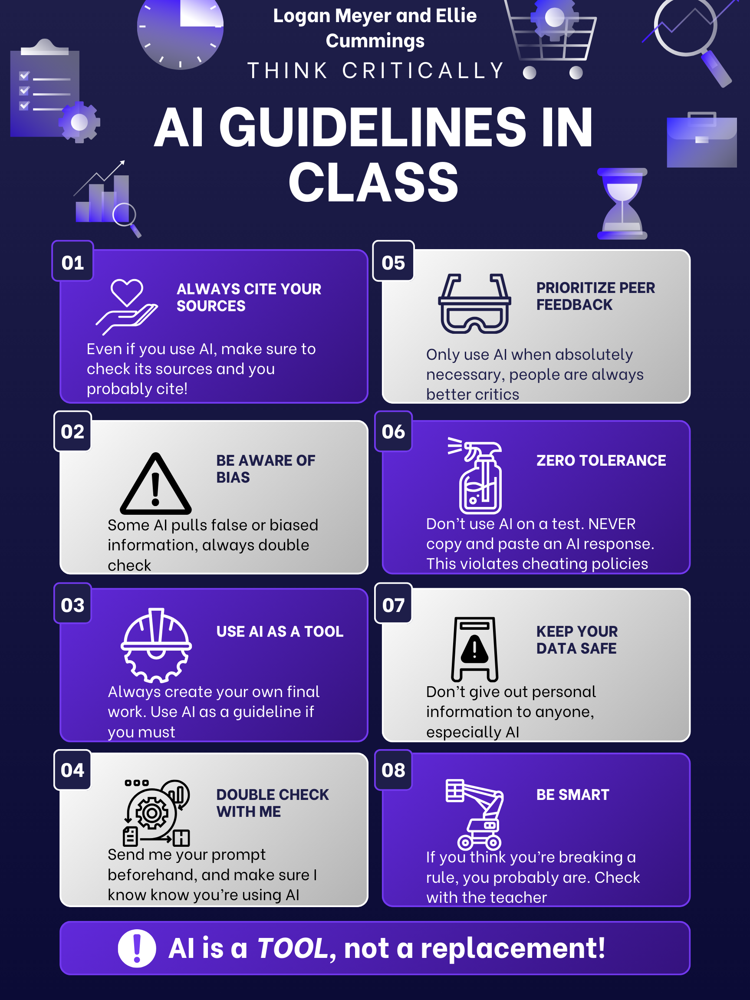 Logan Meyer and Ellie
Cummings
THINK CRITICALLY
AI GUIDELINES IN
CLASS
01
ALWAYS CITE YOUR
SOURCES
Even if you use AI, make sure to
check its sources and you
probably cite!
02
BE AWARE OF
BIAS
Some AI pulls false or biased
information, always double
check
03
USE AI AS A TOOL
Always create your own final
work. Use AI as a guideline if
you must
04
DOUBLE CHECK
WITH ME
Send me your prompt
beforehand, and make sure I
know know you’re using AI
05
PRIORITIZE PEER
FEEDBACK
Only use AI when absolutely
necessary, people are always
better critics
06
ZERO TOLERANCE
Don’t use AI on a test. NEVER
copy and paste an AI response.
This violates cheating policies
07
KEEP YOUR
DATA SAFE
Don’t give out personal
information to anyone,
especially AI
08
BE SMART
If you think you’re breaking a
rule, you probably are. Check
with the teacher
AI is a TOOL, not a replacement!